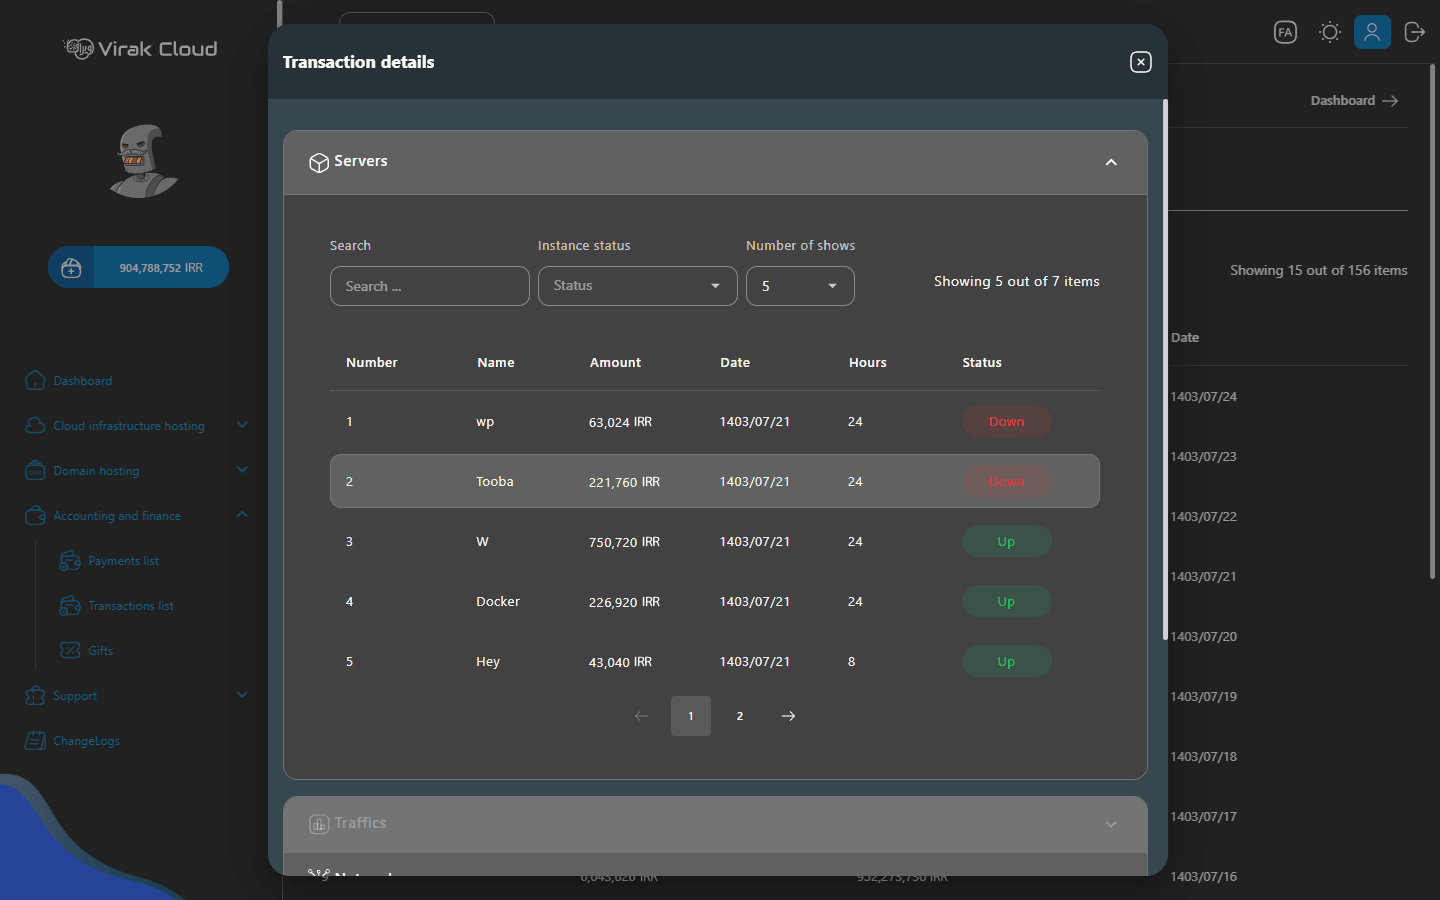 Virak Cloud
904,788,752 IRR
Dashboard
Cloud infrastructure hosting
Domain hosting
Accounting and finance
Payments list
Transactions list
Gifts
Support
ChangeLogs
Transaction details
Servers
Search
Instance status
Number of shows
Search ...
Status
5
Showing 5 out of 7 items
Number Name Amount Date Hours Status
1 wp 63,024 IRR 1403/07/21 24 Down
2 Tooba 221,760 IRR 1403/07/21 24 Down
3 W 750,720 IRR 1403/07/21 24 Up
4 Docker 226,920 IRR 1403/07/21 24 Up
5 Hey 43,040 IRR 1403/07/21 8 Up
1 2
Traffics
FA
Dashboard
Showing 15 out of 156 items
Date
1403/07/24
1403/07/23
1403/07/22
1403/07/21
1403/07/20
1403/07/19
1403/07/18
1403/07/17
1403/07/16